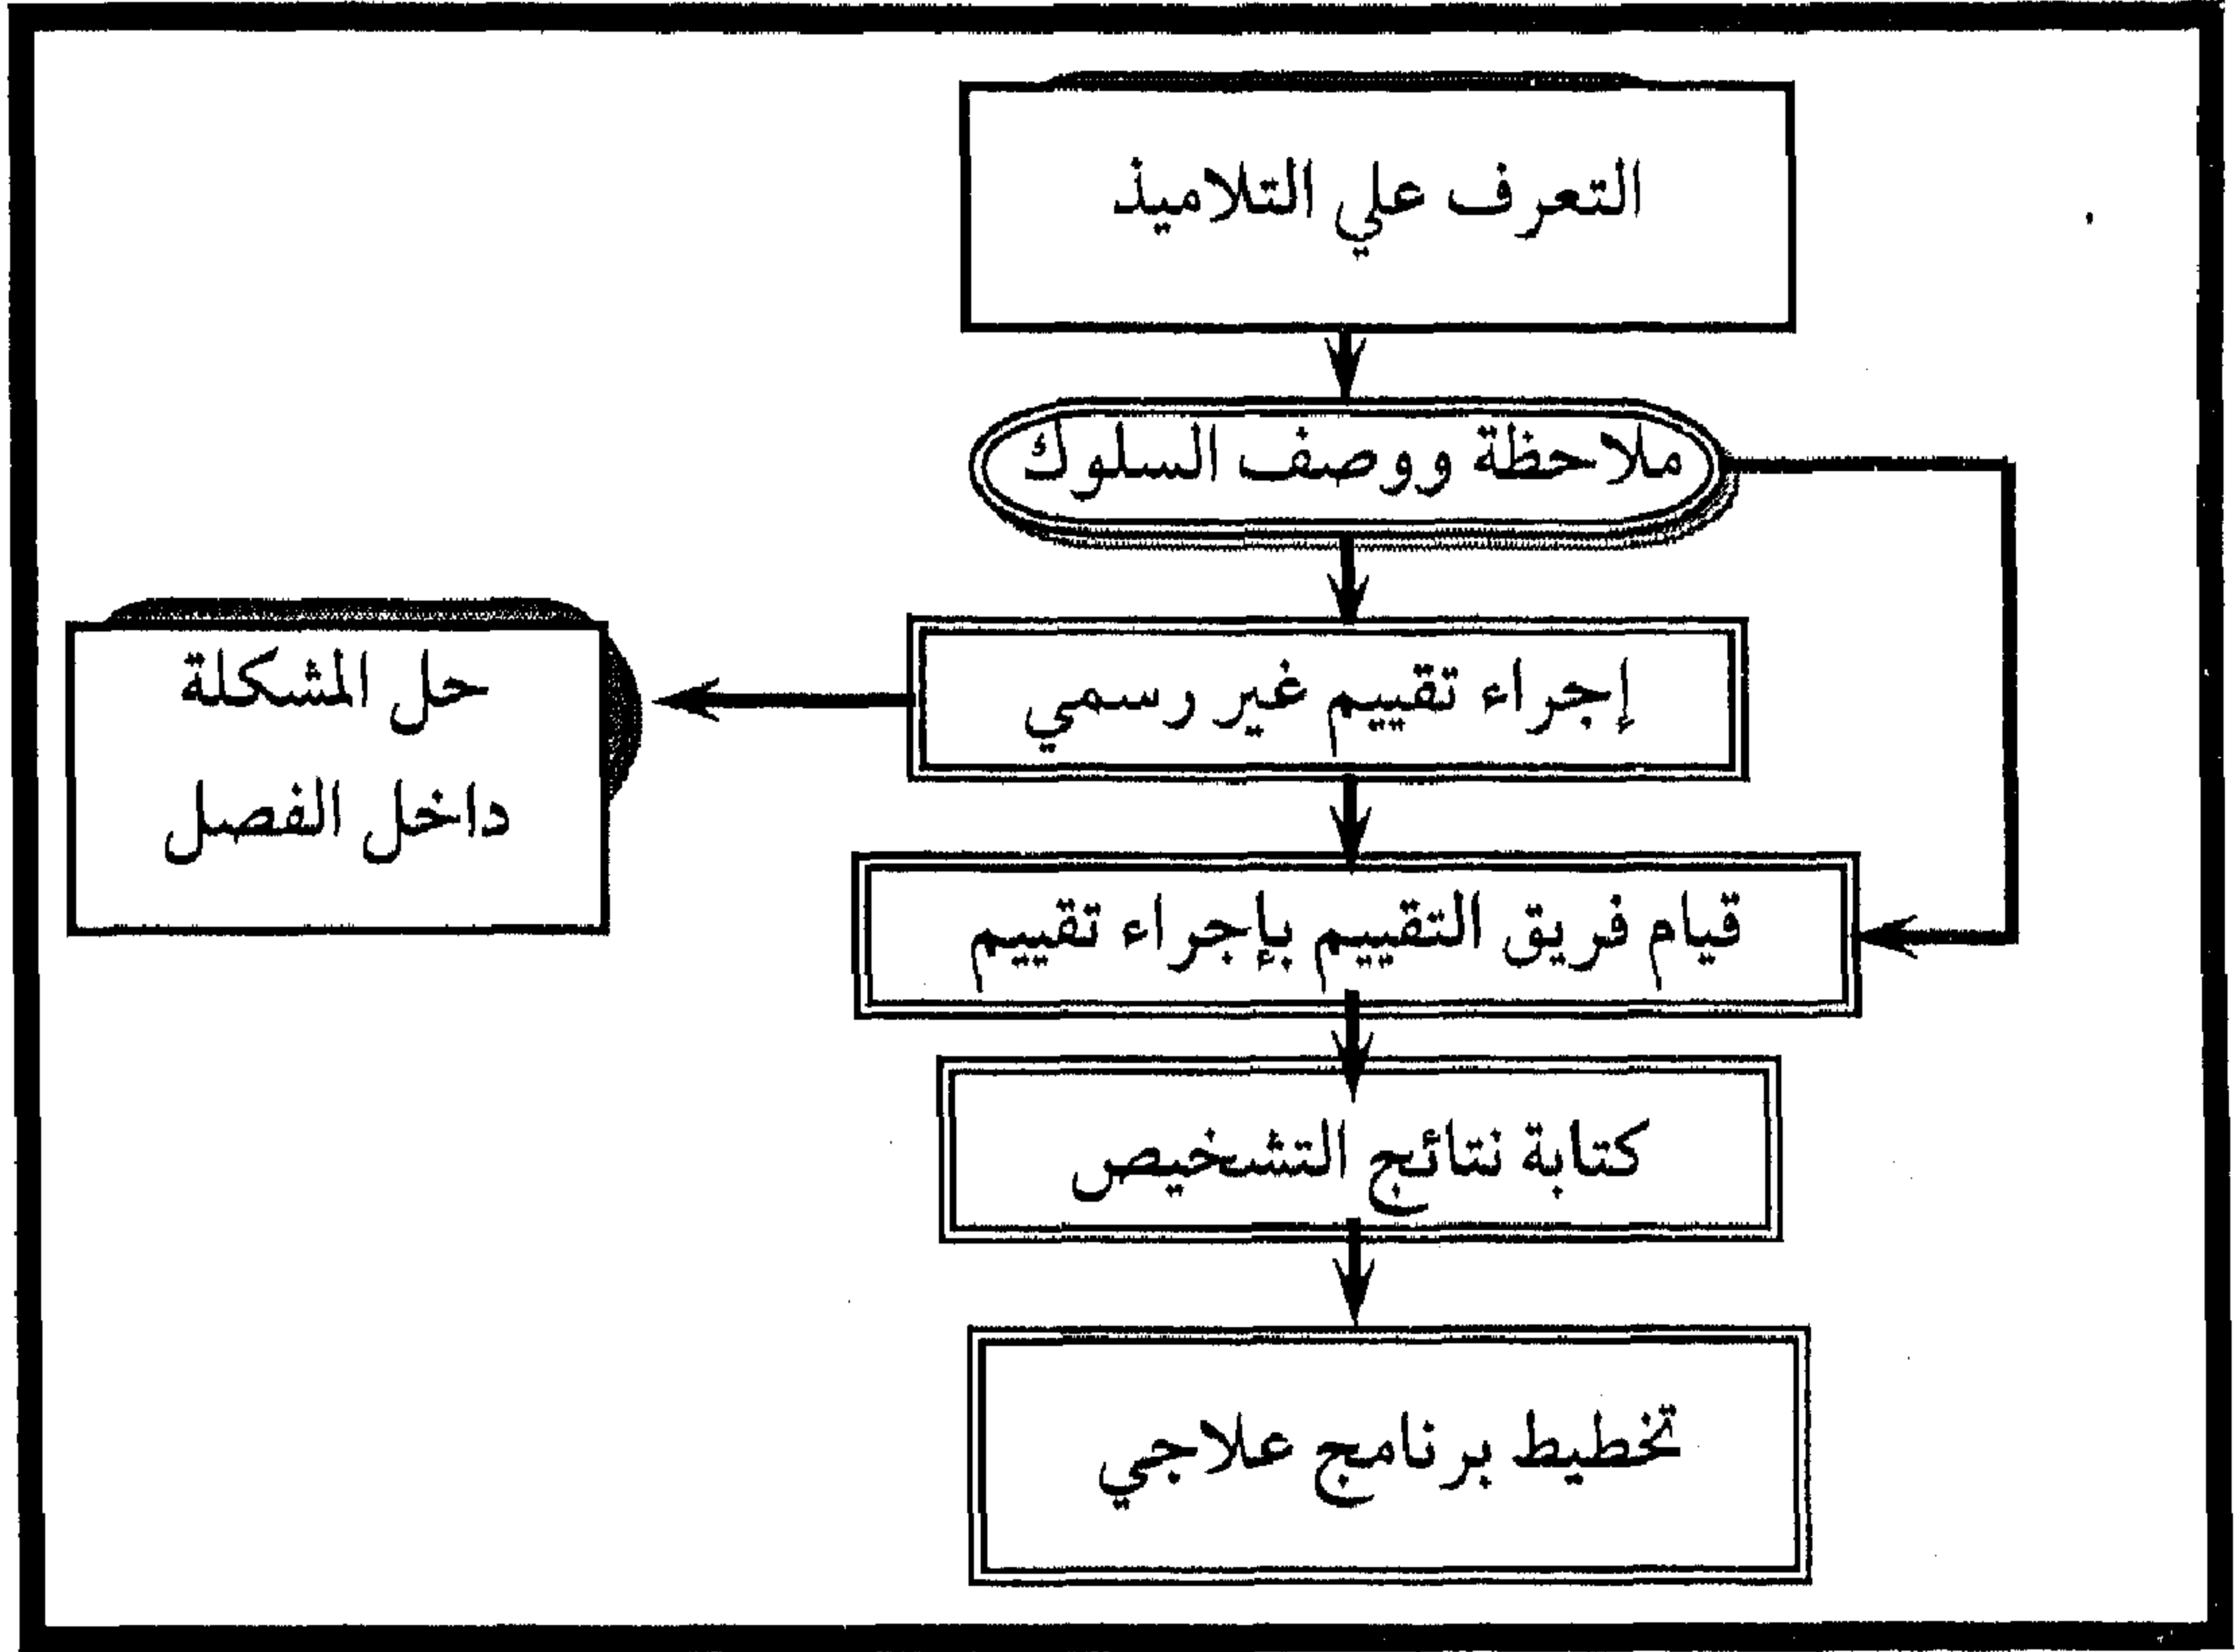 التعرف علي التلاميذ
ملاحظة ووصف السلوك
إجراء تقييم غير رسمي
حل المشكلة
داخل الفصل
قيام فريق التقييم بإجراء تقييم
كتابة نتائج التشخيص
تخطيط برنامج علاجي